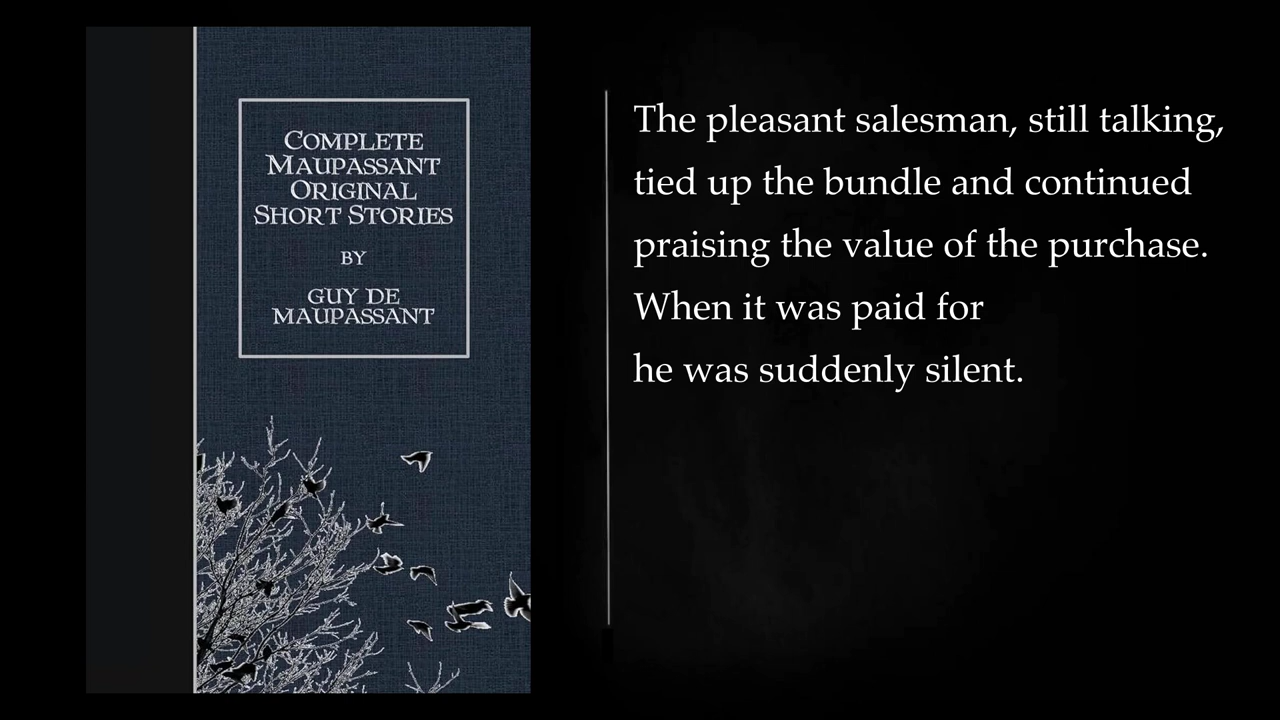 COMPLETE
MAUPASSANT
ORIGINAL
SHORT STORIES
BY
GUY DE
MAUPASSANT
The pleasant salesman, still talking,
tied up the bundle and continued
praising the value of the purchase.
When it was paid for
he was suddenly silent.